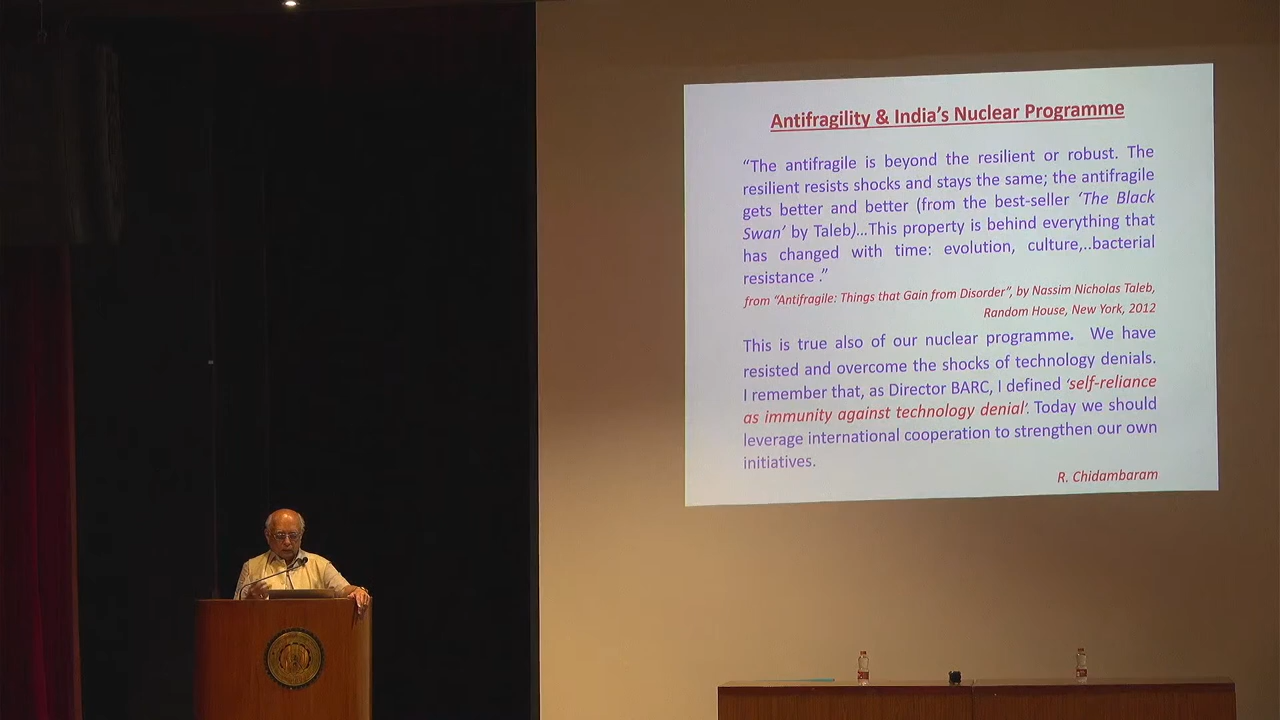 Antifragility & India's Nuclear Programme
“The antifragile is beyond the resilient or robust. The
resilient resists shocks and stays the same; the antifragile
gets better and better (from the best-seller ‘The Black
Swan’ by Taleb)...This property is behind everything that
has changed with time: evolution, culture,..bacterial
resistance .”
from “Antifragile: Things that Gain from Disorder”, by Nassim Nicholas Taleb,
Random House, New York, 2012
This is true also of our nuclear programme. We have
resisted and overcome the shocks of technology denials.
I remember that, as Director BARC, I defined ‘self-reliance
as immunity against technology denial’. Today we should
leverage international cooperation to strengthen our own
initiatives.
R. Chidambaram